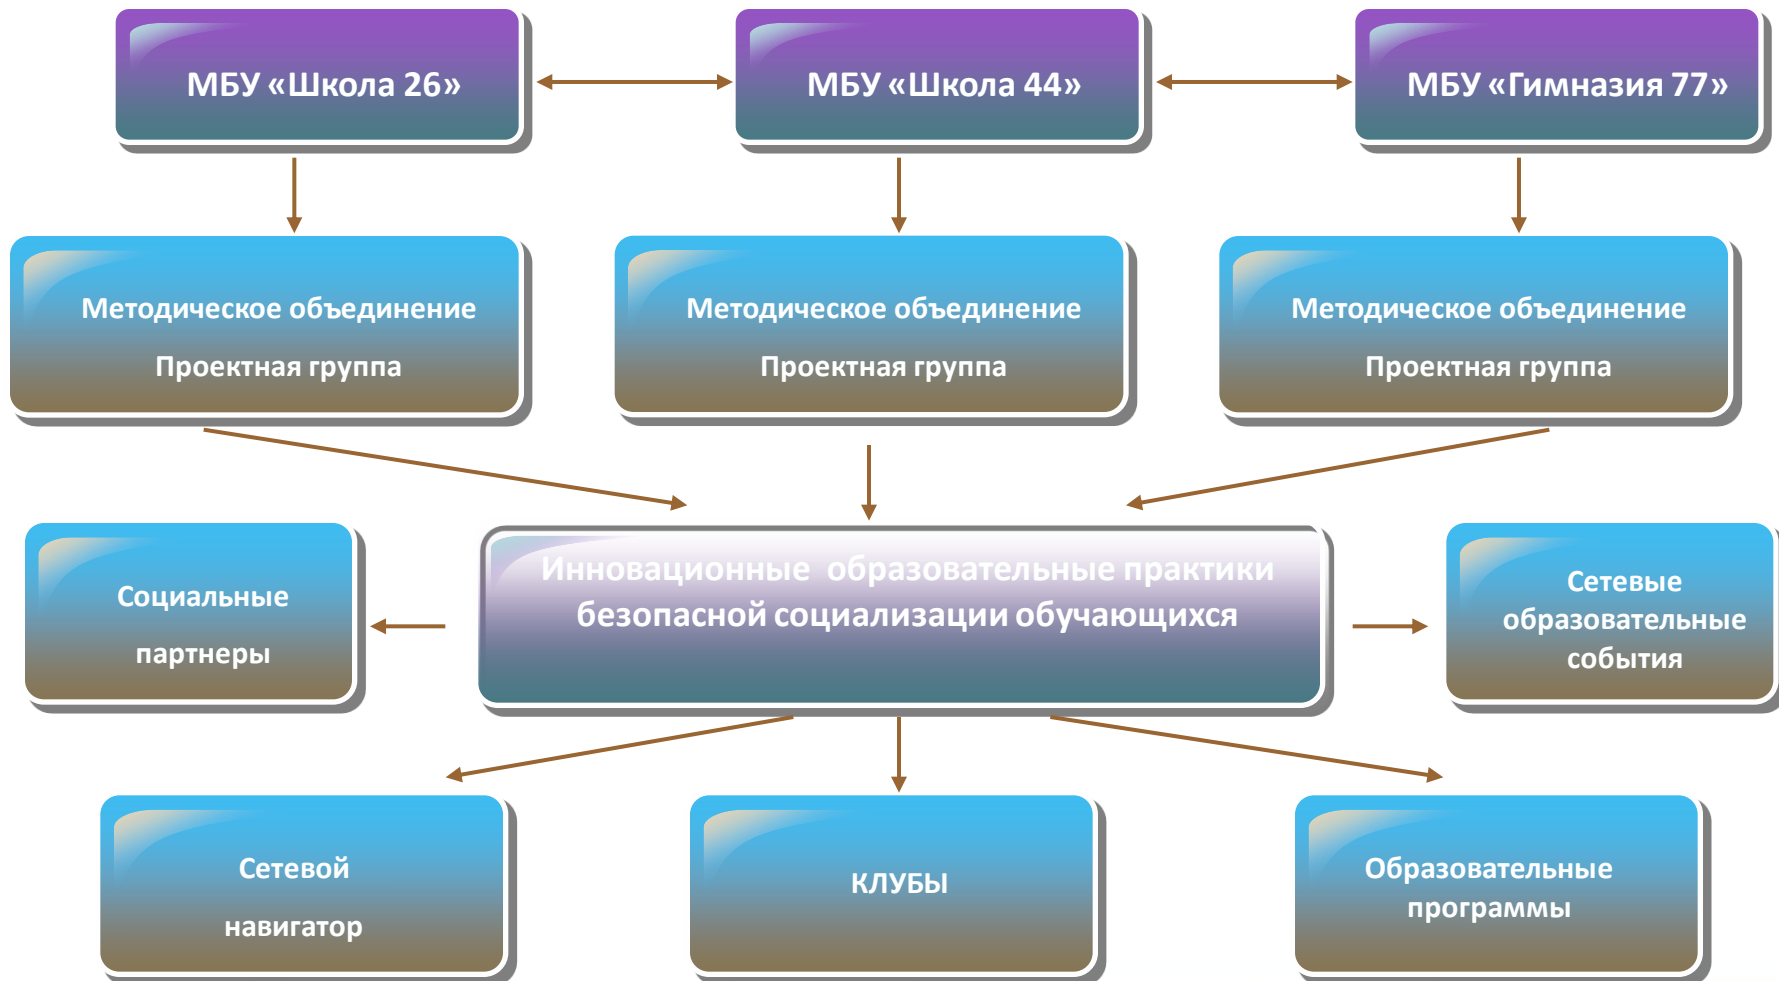 МБУ «Школа 26»
МБУ «Школа 44»
МБУ «Гимназия 77»
Методическое объединение
Проектная группа
Методическое объединение
Проектная группа
Методическое объединение
Проектная группа
Социальные
партнеры
Инновационные образовательные практики
безопасной социализации обучающихся
Сетевые
образовательные
события
Сетевой
навигатор
КЛУБЫ
Образовательные
программы